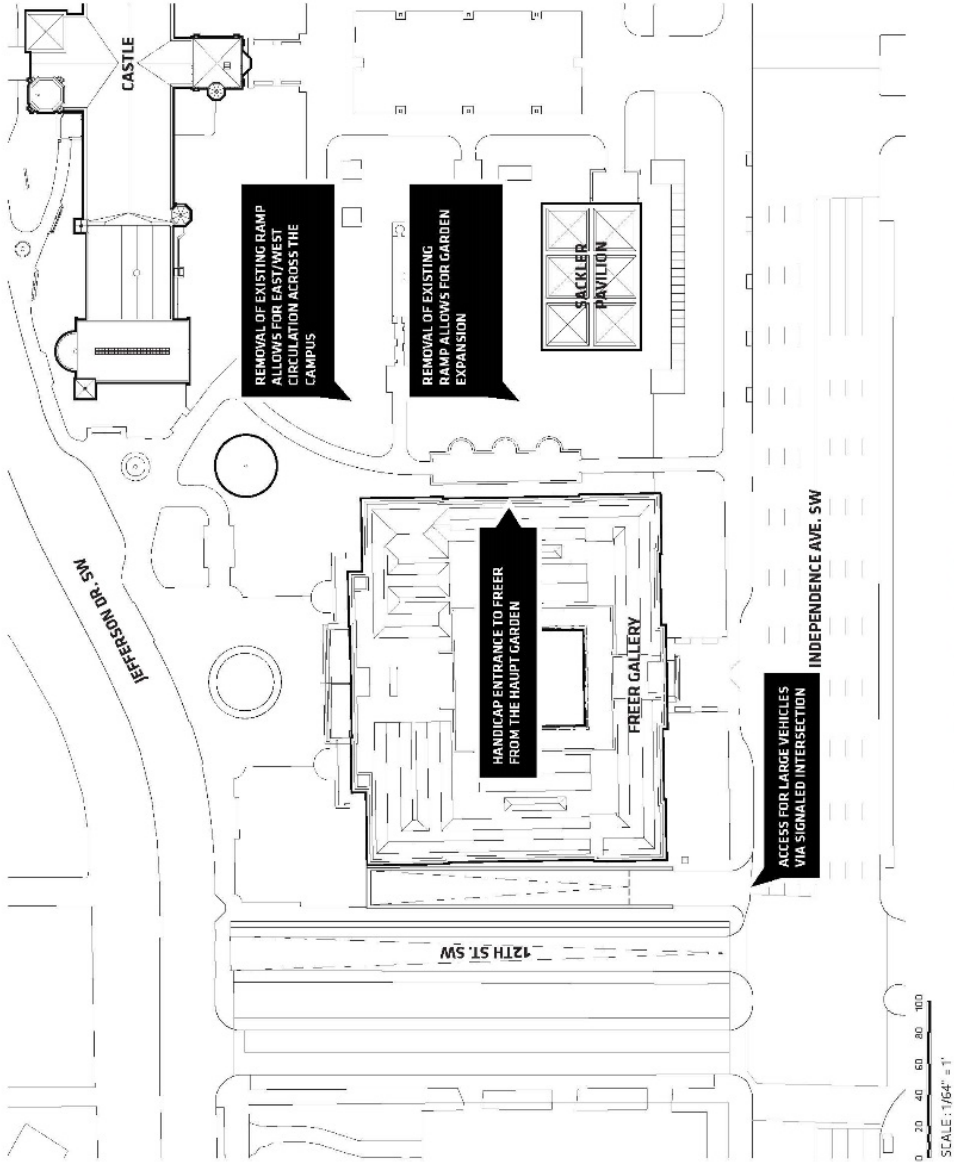 CASTLE
REMOVAL OF EXISTING RAMP
ALLOWS FOR EAST/WEST
CIRCULATION ACROSS THE
CAMPUS
REMOVAL OF EXISTING
RAMP ALLOWS FOR GARDEN
EXPANSION
SACKLER
PAVILION
JEFFERSON DR. SW
HANDICAP ENTRANCE TO FREER
FROM THE HAUPT GARDEN
FREER GALLERY
INDEPENDENCE AVE. SW
ACCESS FOR LARGE VEHICLES
VIA SIGNALED INTERSECTION
12TH ST. SW
0 20 40 60 80 100
SCALE : 1/64" = 1'